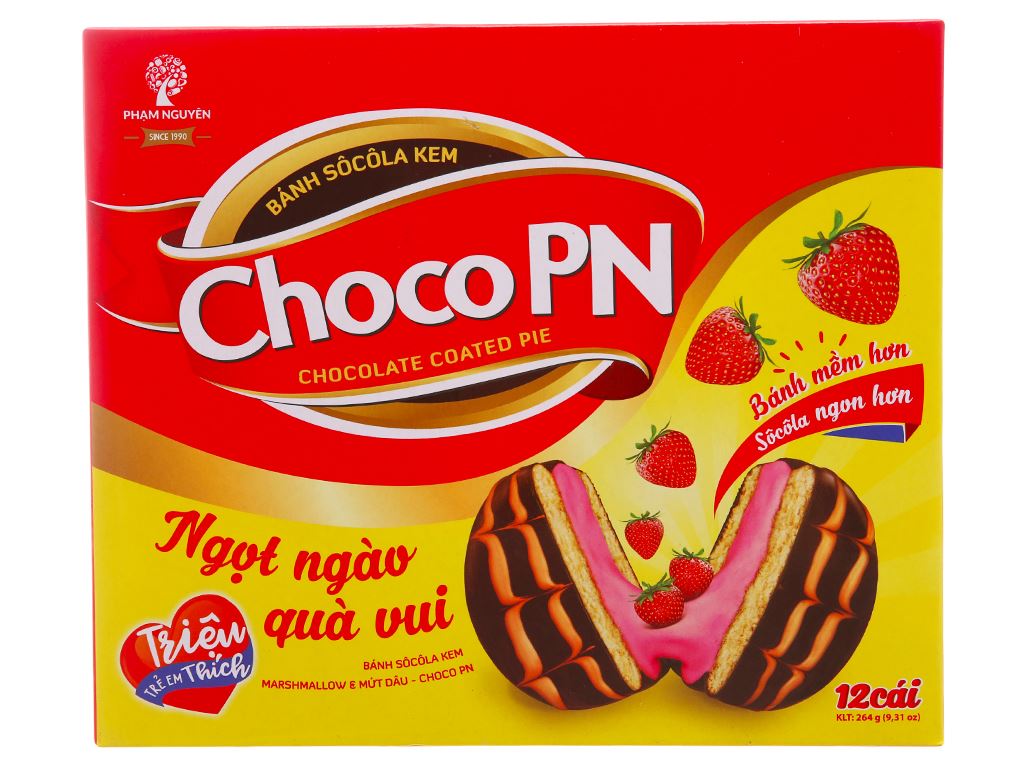 PHẠM NGUYÊN
SINCE 1990
BÁNH SÔCÔLA KEM
Choco PN
CHOCOLATE COATED PIE
Bánh mềm hơn
Sôcôla ngon hơn
Ngọt ngào
quà vui
Triệu
TRẺ EM Thích
BÁNH SÔCÔLA KEM
MARSHMALLOW & MỨT DÂU - CHOCO PN
12cái
KLT: 264 g (9,31 oz)